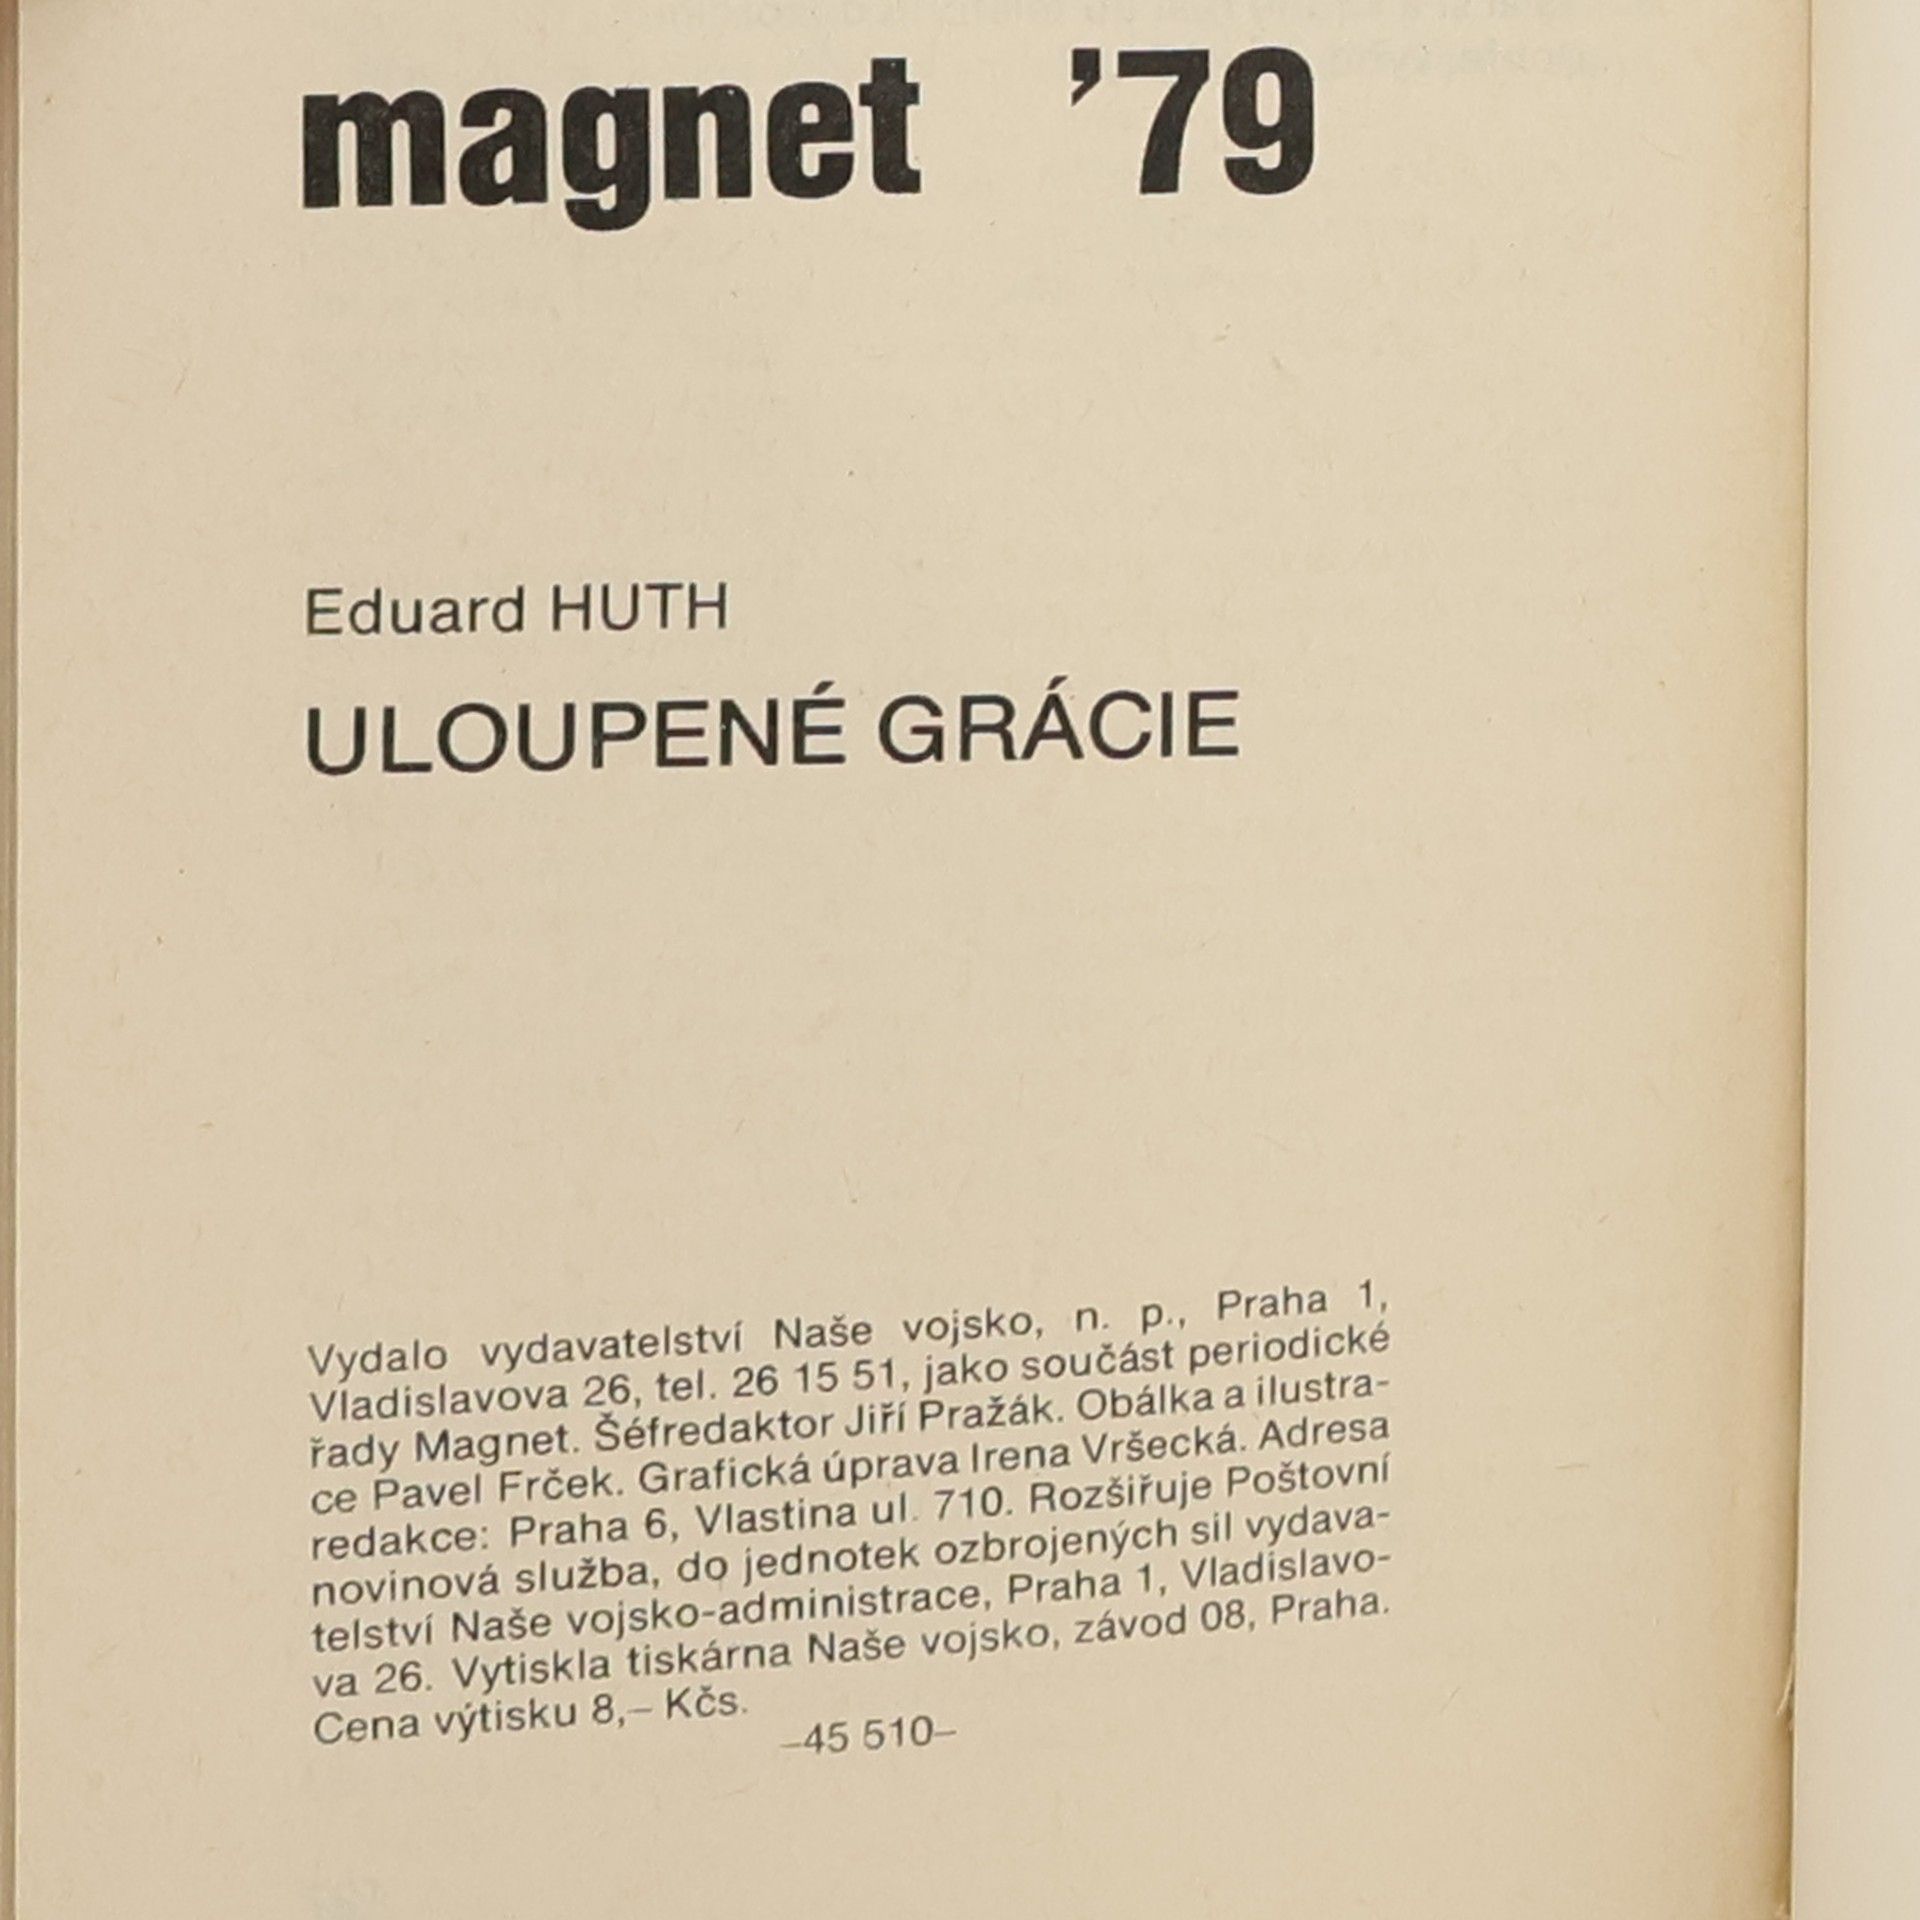 magnet ’79
Eduard HUTH
ULOUPENÉ GRÁCIE
Vydalo vydavatelství Naše vojsko, n. p., Praha 1,
Vladislavova 26, tel. 26 15 51, jako součást periodické
řady Magnet. Šéfredaktor Jiří Pražák. Obálka a ilustra-
ce Pavel Frček. Grafická úprava Irena Vršecká. Adresa
redakce: Praha 6, Vlastina ul. 710. Rozšiřuje Poštovní
novinová služba, do jednotek ozbrojených sil vydava-
telství Naše vojsko-administrace, Praha 1, Vladislavo-
va 26. Vytiskla tiskárna Naše vojsko, závod 08, Praha.
Cena výtisku 8,– Kčs.
–45 510–